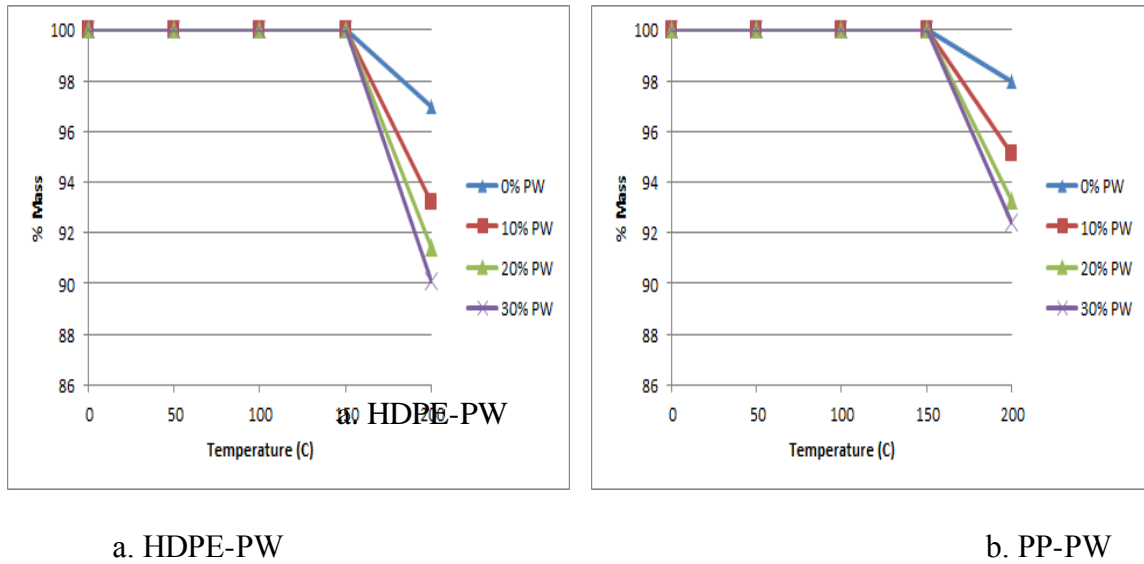 100
98
96
94
92
90
88
86
% Mass
0 50 100 150 200
Temperature (C)
0% PW
10% PW
20% PW
30% PW
a. HDPE-PW
100
98
96
94
92
90
88
86
% Mass
0 50 100 150 200
Temperature (C)
0% PW
10% PW
20% PW
30% PW
a. HDPE-PW
b. PP-PW